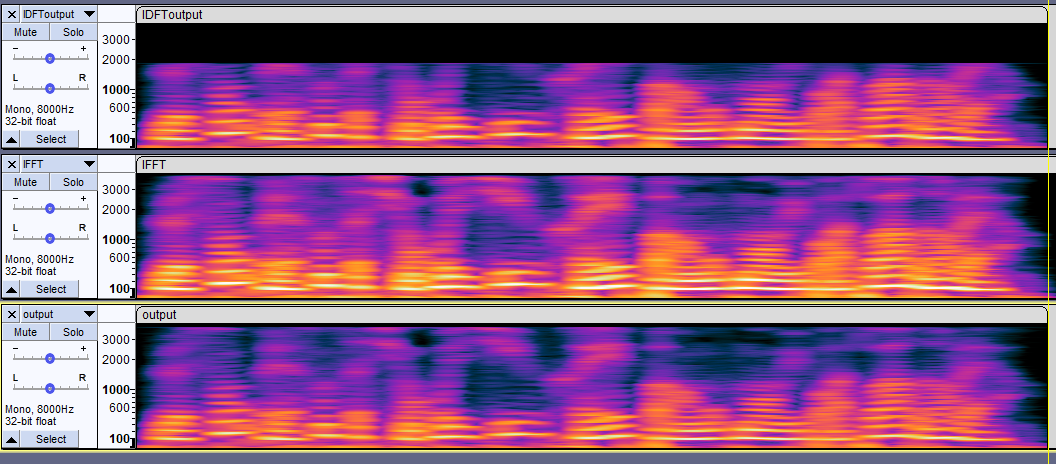 IDFToutput
IDFToutput
Mute Solo
- +
L R
Mono, 8000Hz
32-bit float
Select
3000
2000
1000
600
100
IFFT
IFFT
Mute Solo
- +
L R
Mono, 8000Hz
32-bit float
Select
3000
2000
1000
600
100
output
output
Mute Solo
- +
L R
Mono, 8000Hz
32-bit float
Select
3000
2000
1000
600
100